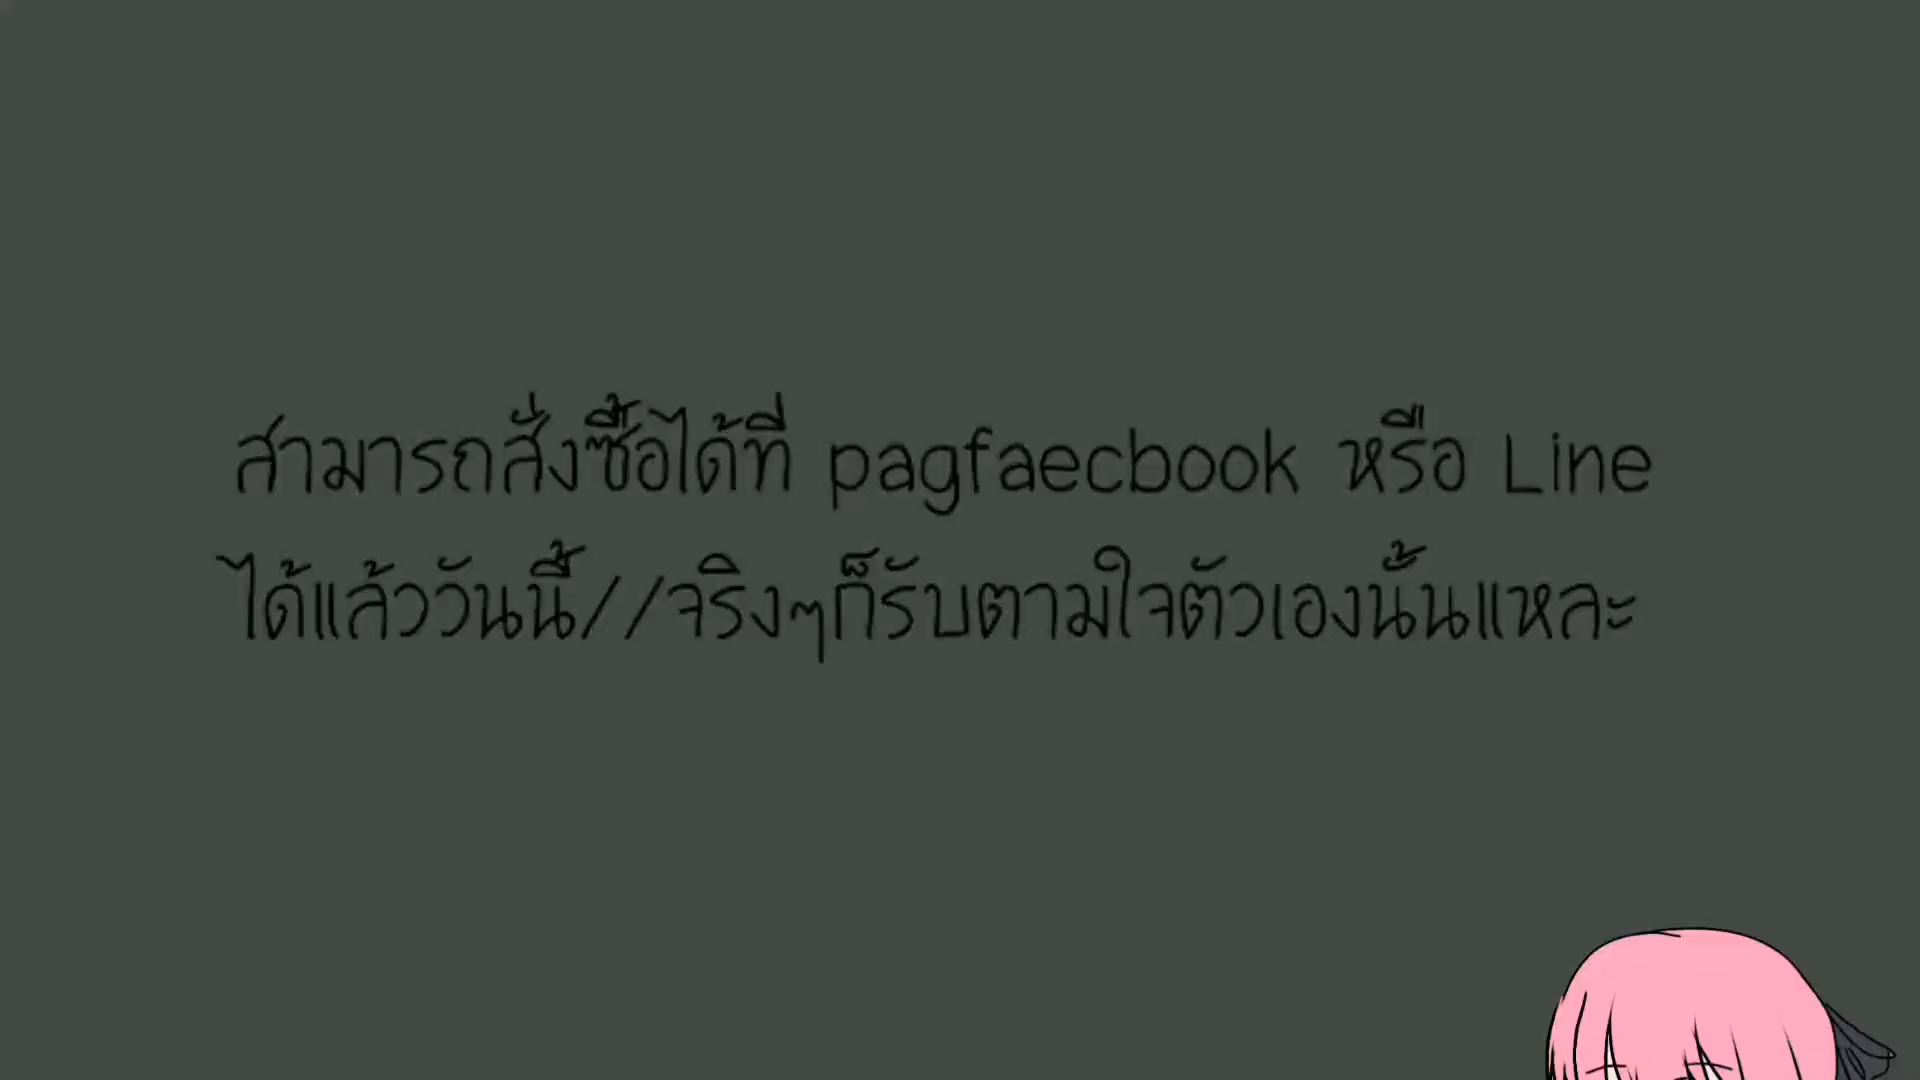 สามารถสั่งซื้อได้ที่ pagfaecbook หรือ Line
ได้แล้ววันนี้//จริงๆก็รับตามใจตัวเองนั้นแหละ